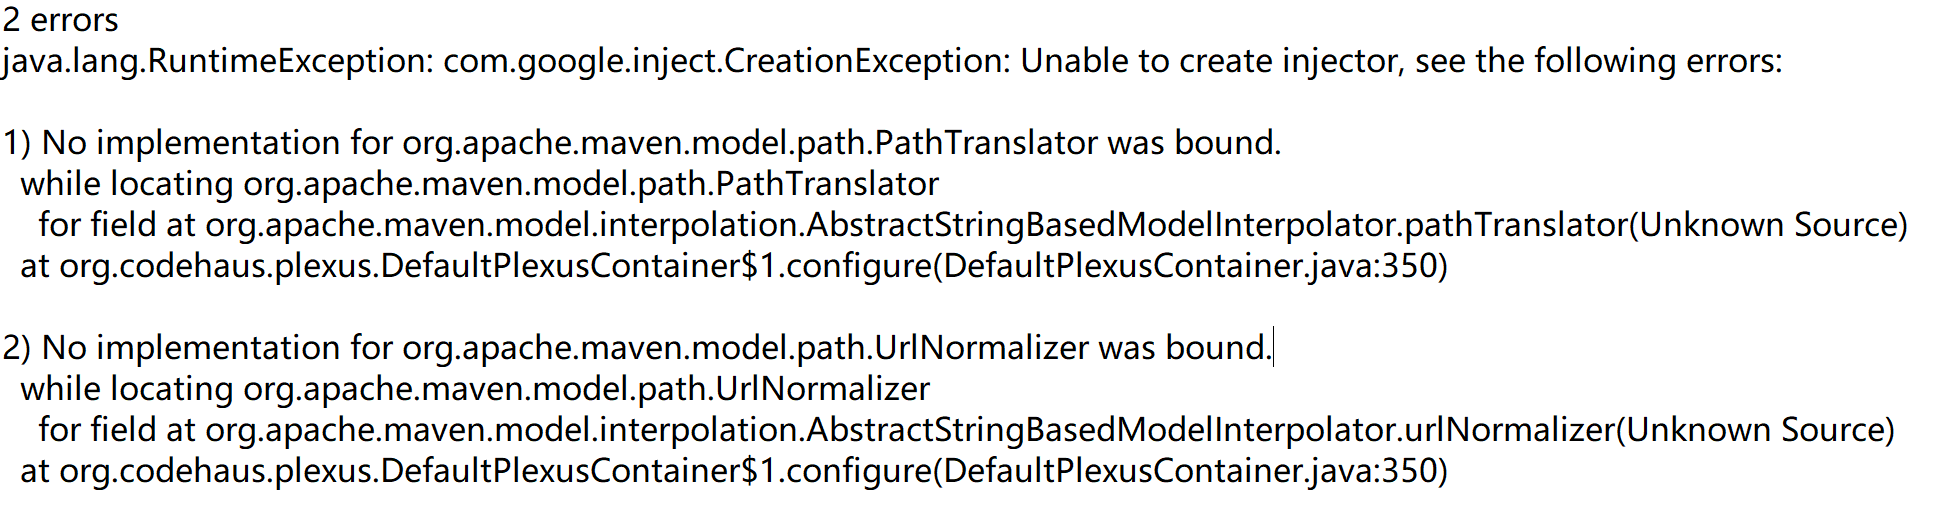 2 errors
java.lang.RuntimeException: com.google.inject.CreationException: Unable to create injector, see the following errors:
1) No implementation for org.apache.maven.model.path.PathTranslator was bound.
while locating org.apache.maven.model.path.PathTranslator
for field at org.apache.maven.model.interpolation.AbstractStringBasedModelInterpolator.pathTranslator(Unknown Source)
at org.codehaus.plexus.DefaultPlexusContainer$1.configure(DefaultPlexusContainer.java:350)
2) No implementation for org.apache.maven.model.path.UrlNormalizer was bound.
while locating org.apache.maven.model.path.UrlNormalizer
for field at org.apache.maven.model.interpolation.AbstractStringBasedModelInterpolator.urlNormalizer(Unknown Source)
at org.codehaus.plexus.DefaultPlexusContainer$1.configure(DefaultPlexusContainer.java:350)